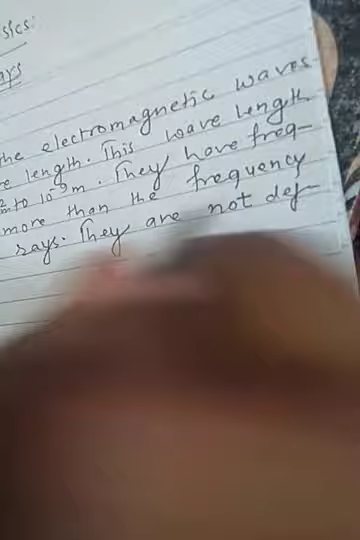 sics:
ays
the electromagnetic waves
e length. This wave length
to 10⁻⁹m. They have freq-
more than the frequency
rays. They are not def-